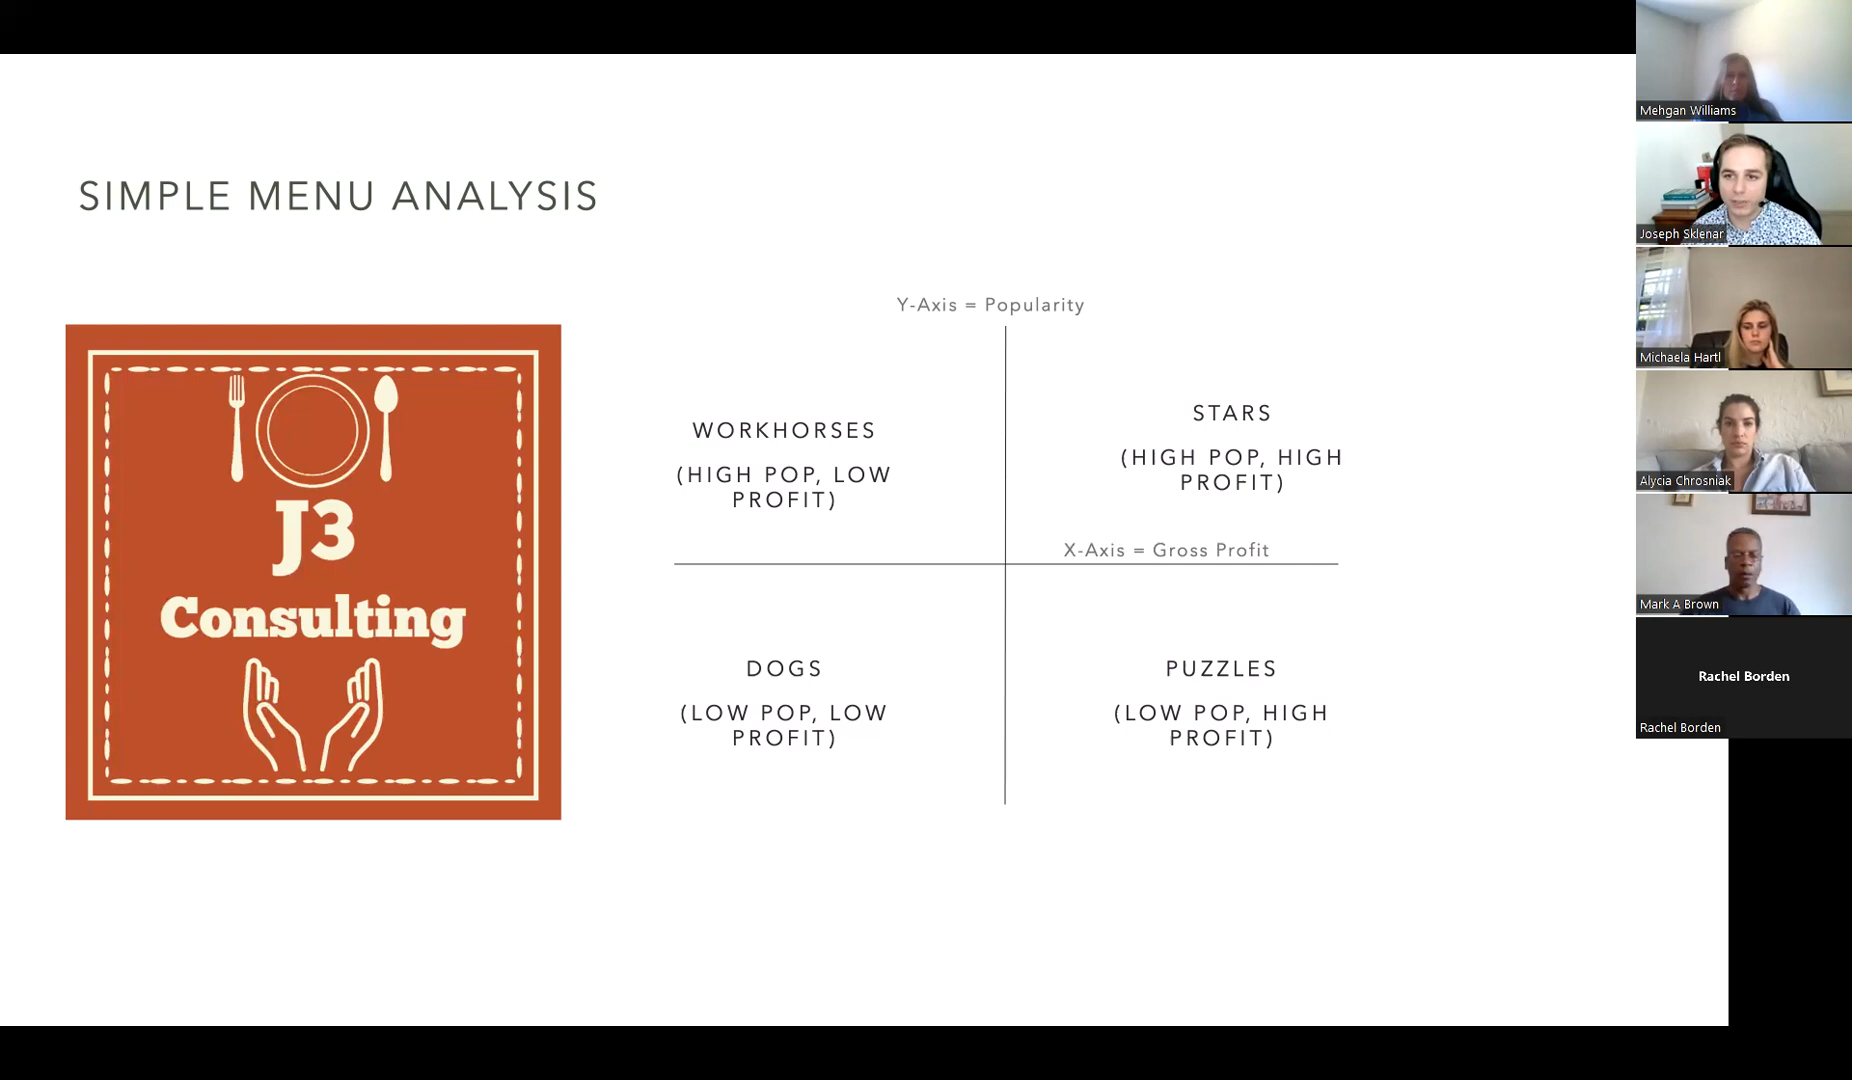 SIMPLE MENU ANALYSIS
J3
Consulting
Y-Axis = Popularity
WORKHORSES
(HIGH POP, LOW
PROFIT)
STARS
(HIGH POP, HIGH
PROFIT)
X-Axis = Gross Profit
DOGS
(LOW POP, LOW
PROFIT)
PUZZLES
(LOW POP, HIGH
PROFIT)
Mehgan Williams
Joseph Sklenar
Michaela Hartl
Alycia Chrosniak
Mark A Brown
Rachel Borden
Rachel Borden